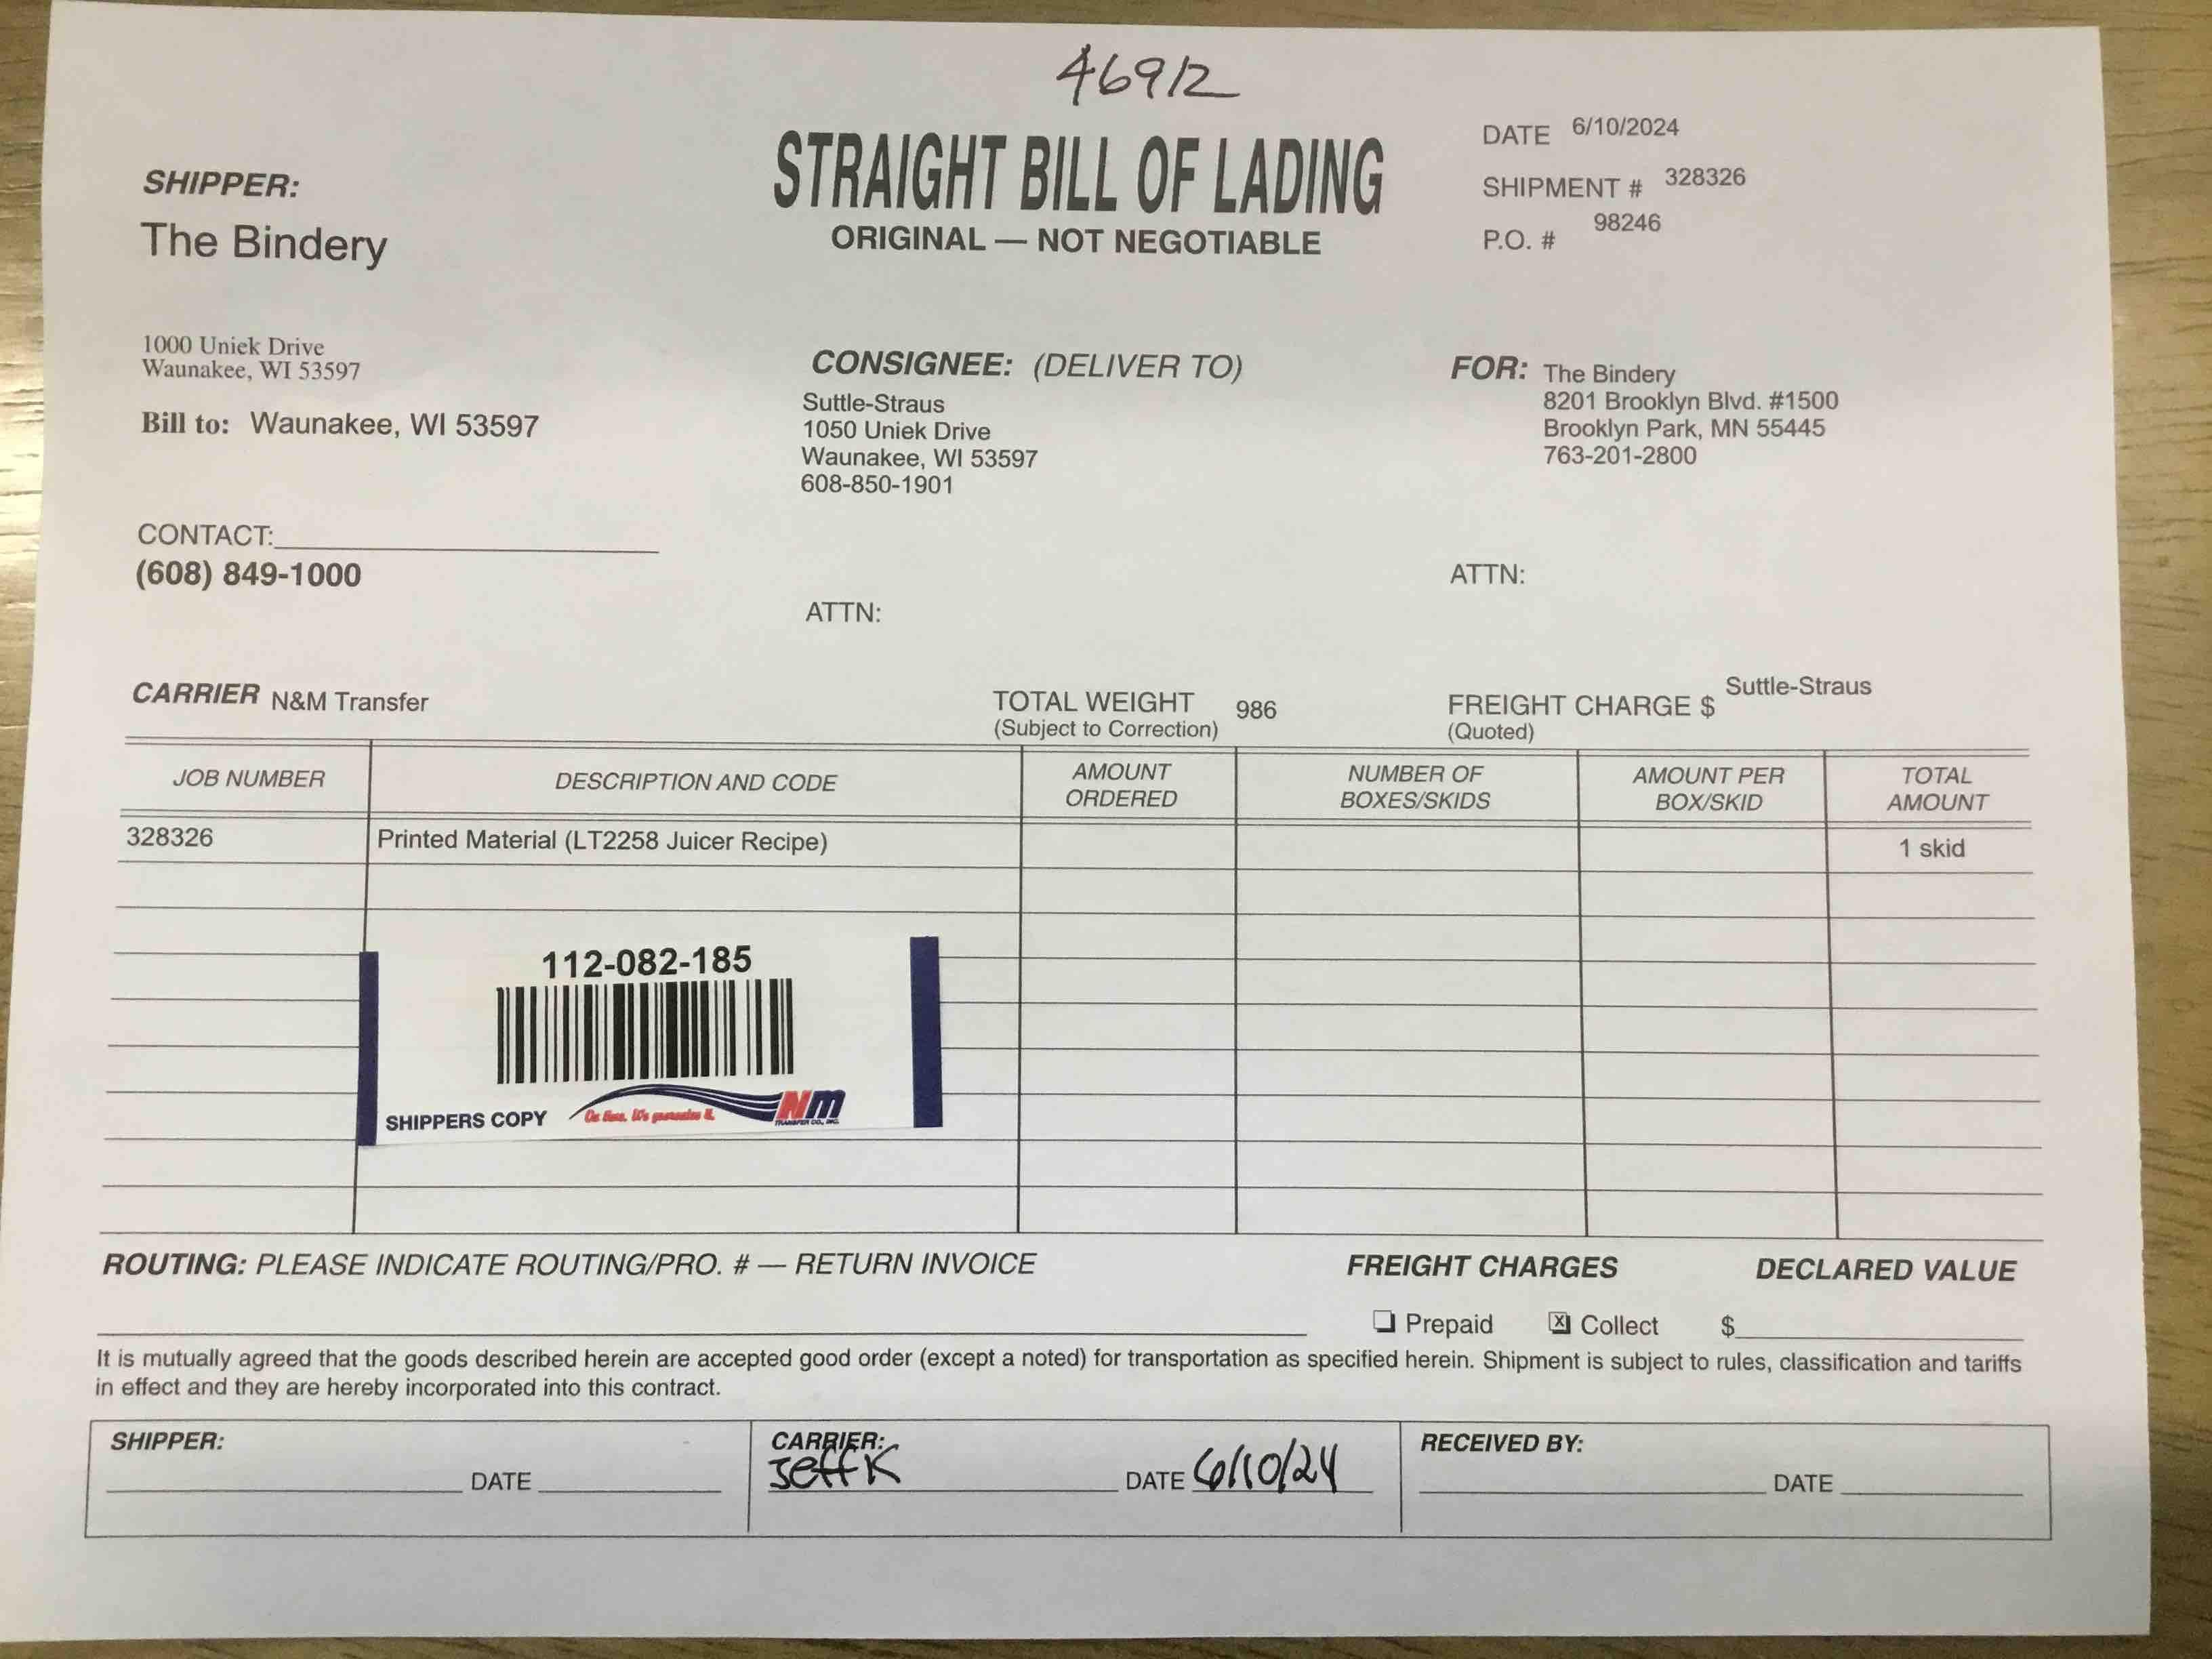 46912
STRAIGHT BILL OF LADING
ORIGINAL — NOT NEGOTIABLE
DATE 6/10/2024
SHIPMENT # 328326
P.O. # 98246
SHIPPER:
The Bindery
1000 Uniek Drive
Waunakee, WI 53597
Bill to: Waunakee, WI 53597
CONTACT:
(608) 849-1000
CONSIGNEE: (DELIVER TO)
Suttle-Straus
1050 Uniek Drive
Waunakee, WI 53597
608-850-1901
ATTN:
FOR: The Bindery
8201 Brooklyn Blvd. #1500
Brooklyn Park, MN 55445
763-201-2800
ATTN:
CARRIER N&M Transfer
TOTAL WEIGHT 986
(Subject to Correction)
FREIGHT CHARGE $ Suttle-Straus
(Quoted)
JOB NUMBER DESCRIPTION AND CODE AMOUNT ORDERED NUMBER OF BOXES/SKIDS AMOUNT PER BOX/SKID TOTAL AMOUNT
328326 Printed Material (LT2258 Juicer Recipe) 1 skid
112-082-185
SHIPPERS COPY On time. We guarantee it. NM
TRANSFER CO., INC.
ROUTING: PLEASE INDICATE ROUTING/PRO. # — RETURN INVOICE
FREIGHT CHARGES DECLARED VALUE
Prepaid X Collect $
It is mutually agreed that the goods described herein are accepted good order (except a noted) for transportation as specified herein. Shipment is subject to rules, classification and tariffs
in effect and they are hereby incorporated into this contract.
SHIPPER:
DATE
CARRIER:
Jeff K DATE 6/10/24
RECEIVED BY:
DATE